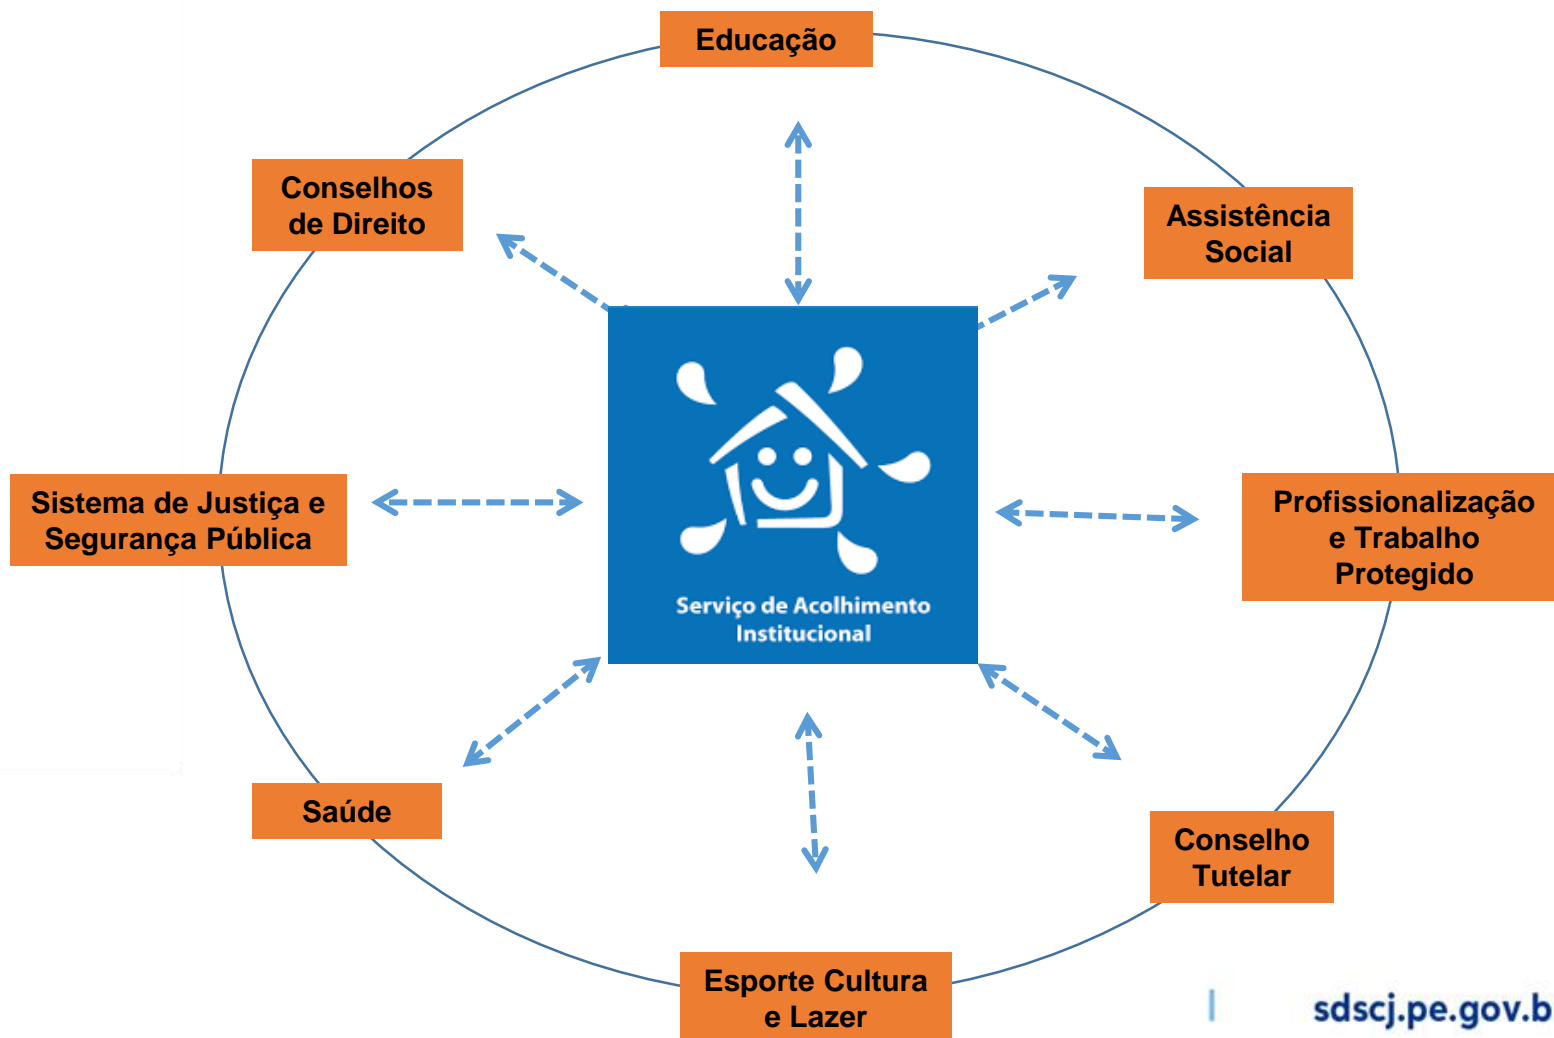 Educação
Conselhos
de Direito
Assistência
Social
Sistema de Justiça e
Segurança Pública
Profissionalização
e Trabalho
Protegido
Serviço de Acolhimento
Institucional
Saúde
Conselho
Tutelar
Esporte Cultura
e Lazer
sdscj.pe.gov.b